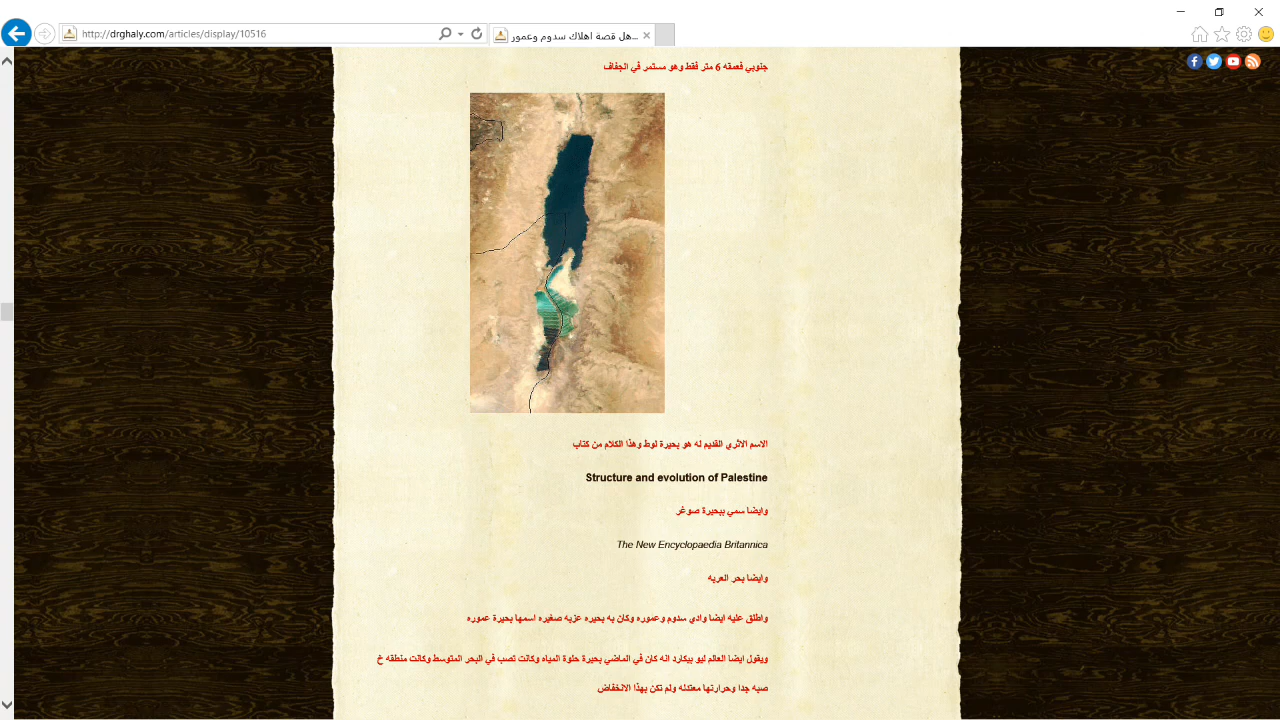 http://drghaly.com/articles/display/10516
هل قصة اهلاك سدوم وعمور...
جنوبي فعمقه 6 متر فقط وهو مستمر في الجفاف
الاسم الاثري القديم له هو بحيرة لوط وهذا الكلام من كتاب
Structure and evolution of Palestine
وايضا سمي ببحيرة صوغر
The New Encyclopaedia Britannica
وايضا بحر العربه
واطلق عليه ايضا وادي سدوم وعموره وكان به بحيره عزبه صغيره اسمها بحيرة عموره
ويقول ايضا العالم ليو بيكارد انه كان في الماضي بحيرة حلوة المياه وكانت تصب في البحر المتوسط وكانت منطقه خ
صبه جدا وحرارتها معتدله ولم تكن بهذا الانخفاض